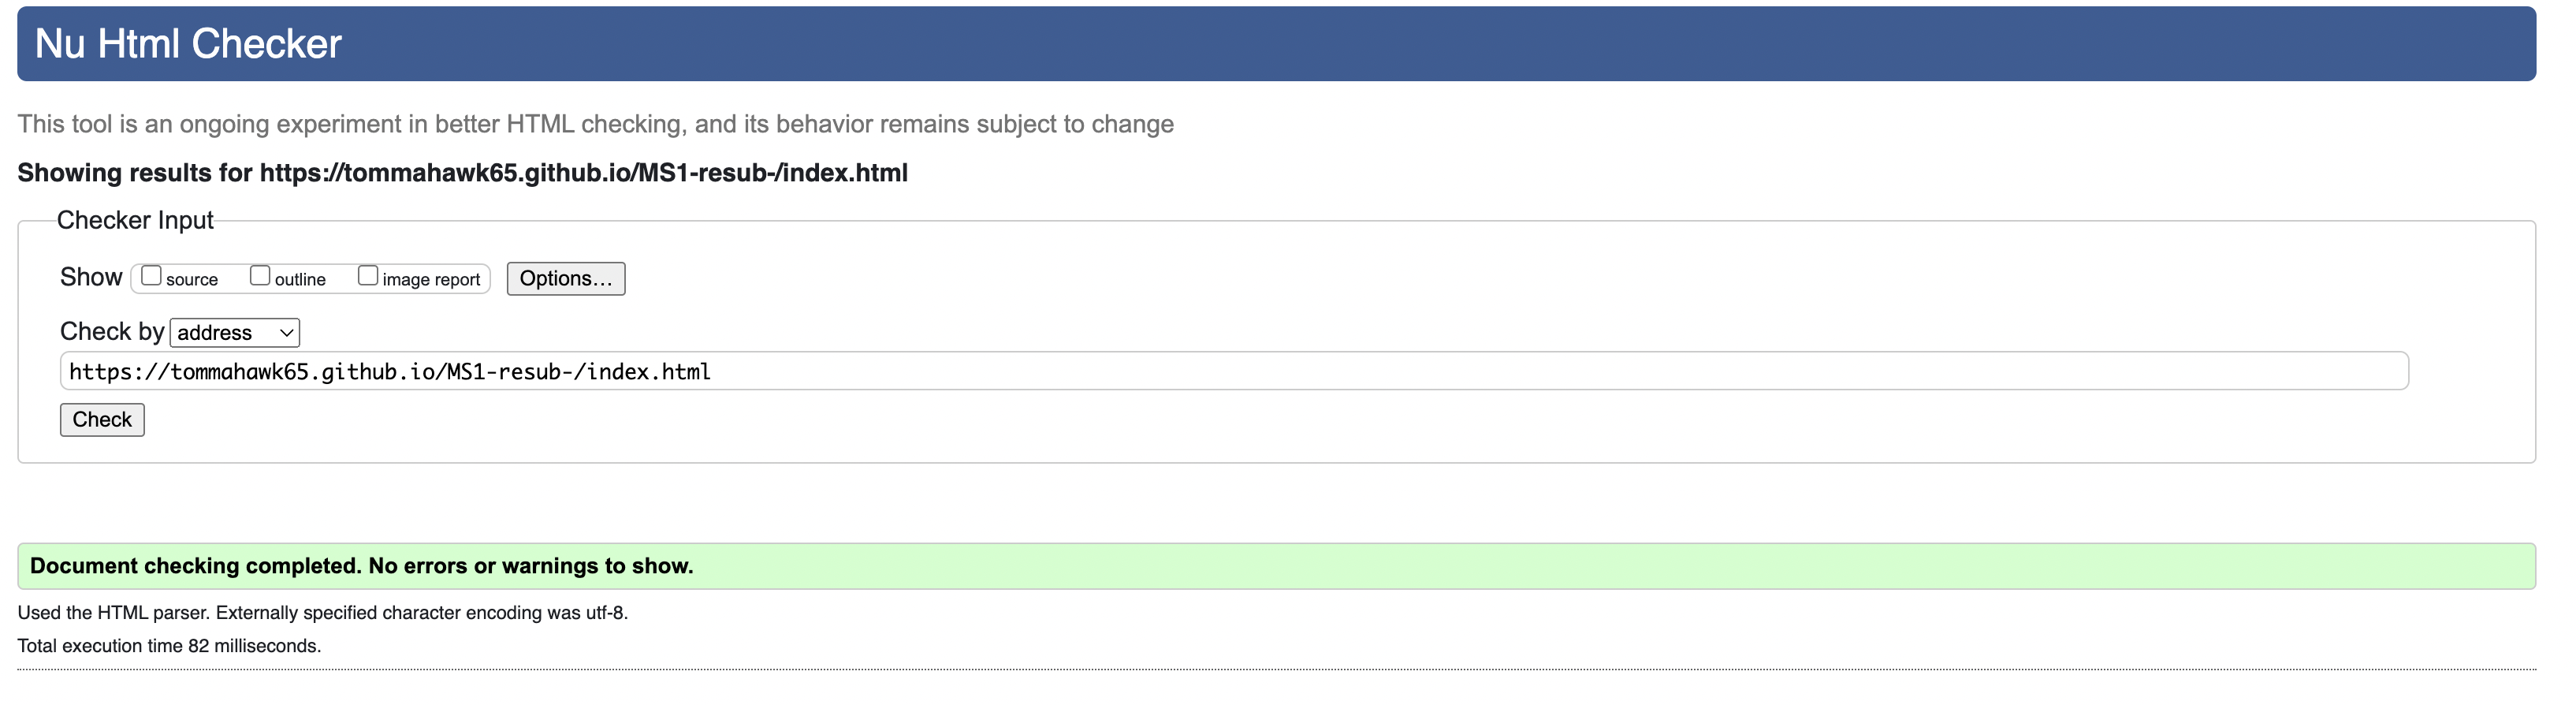 Nu Html Checker
This tool is an ongoing experiment in better HTML checking, and its behavior remains subject to change
Showing results for https://tommahawk65.github.io/MS1-resub-/index.html
Checker Input
Show source outline image report Options...
Check by address
https://tommahawk65.github.io/MS1-resub-/index.html
Check
Document checking completed. No errors or warnings to show.
Used the HTML parser. Externally specified character encoding was utf-8.
Total execution time 82 milliseconds.